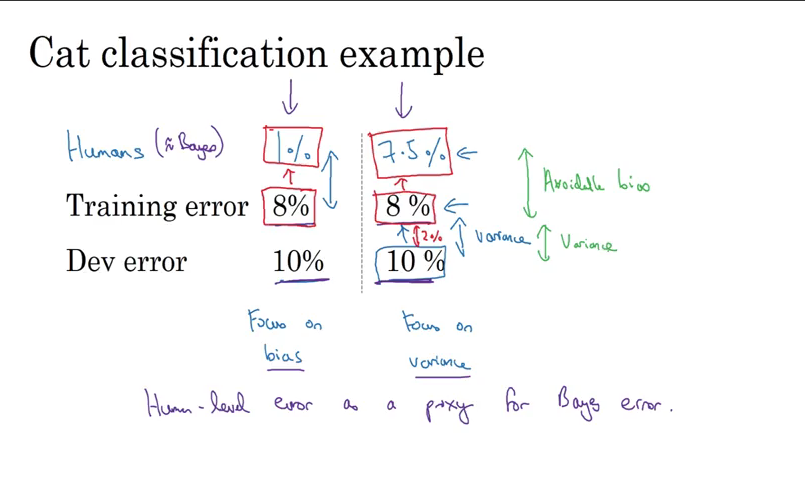 Cat classification example
Humans (≈ Bayes) 1% 7.5%
Training error 8% 8 %
2%
Avoidable bias
Dev error 10% 10 %
variance
Variance
Focus on bias
Focus on variance
Human-level error as a proxy for Bayes error.